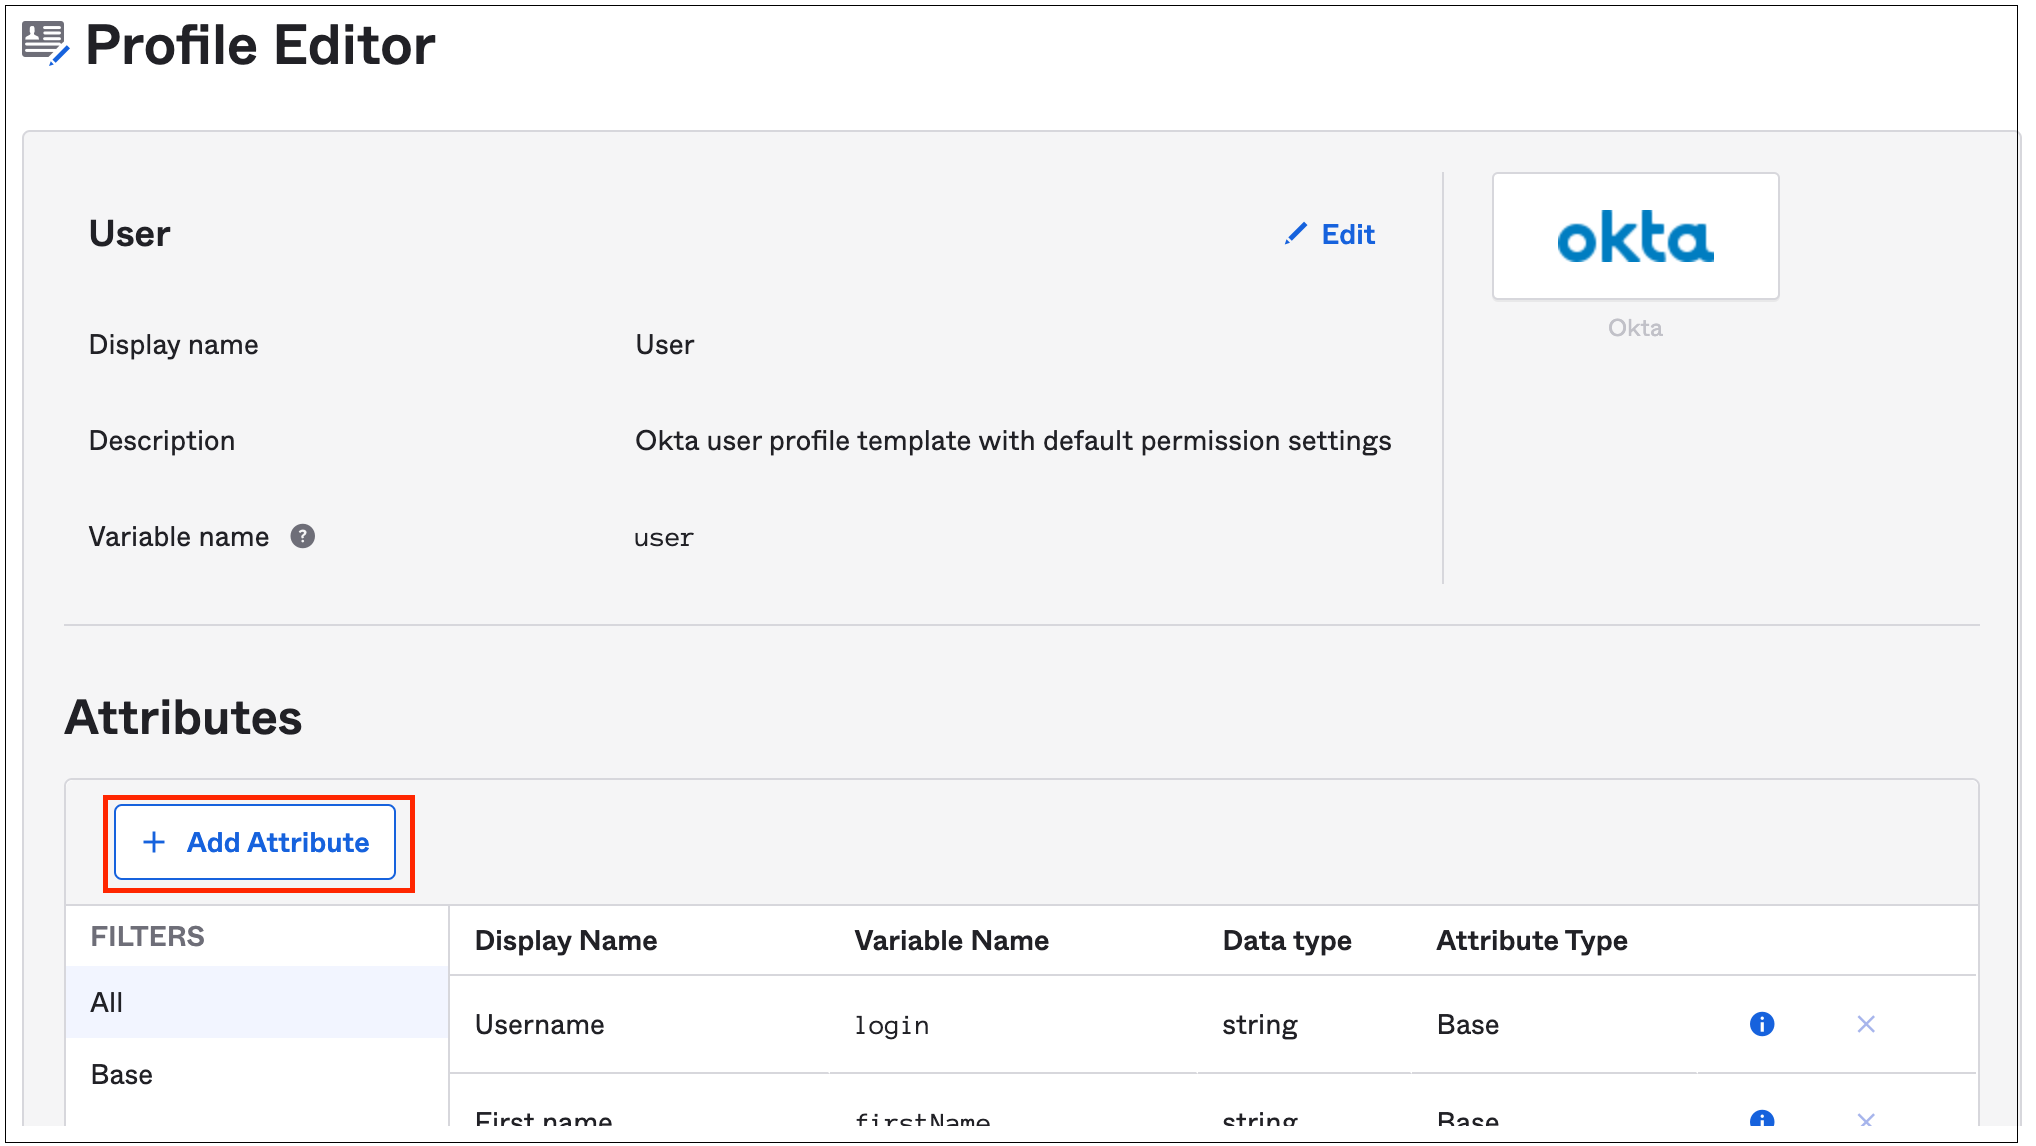 Profile Editor
User
Edit
okta
Okta
Display name User
Description Okta user profile template with default permission settings
Variable name ? user
Attributes
+ Add Attribute
FILTERS
All
Base
Display Name Variable Name Data type Attribute Type
Username login string Base
First name firstName string Base